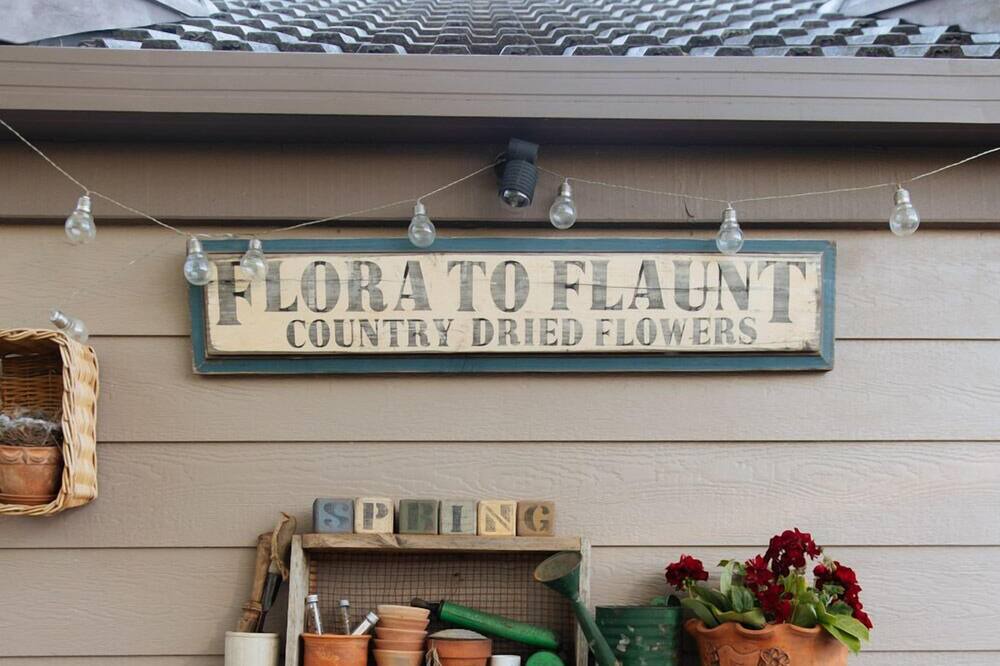 FLORA TO FLAUNT
COUNTRY DRIED FLOWERS
SPRING